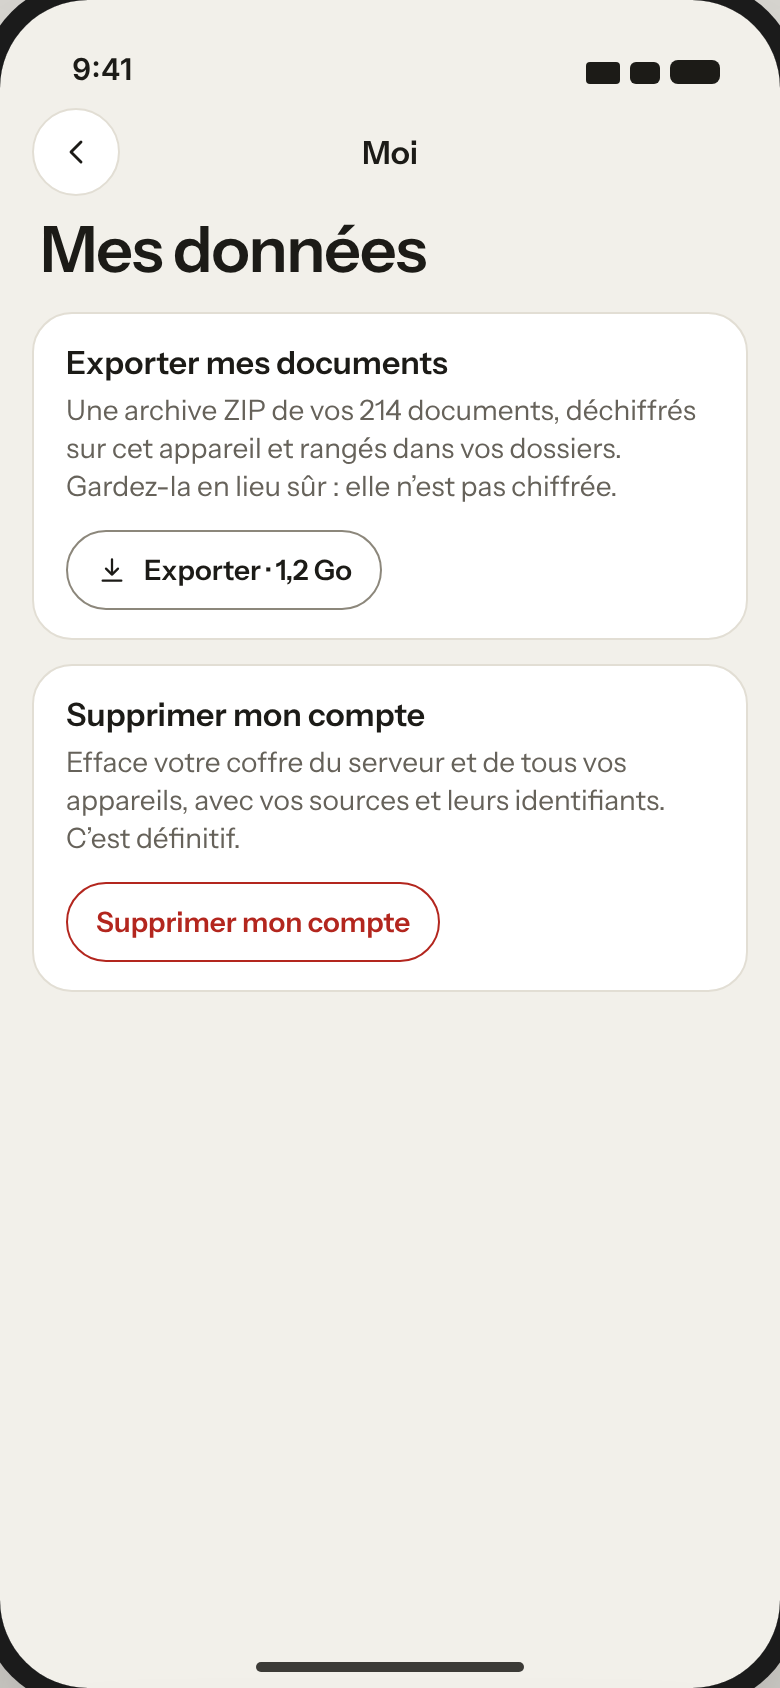 9:41
Moi
Mes données
Exporter mes documents
Une archive ZIP de vos 214 documents, déchiffrés
sur cet appareil et rangés dans vos dossiers.
Gardez-la en lieu sûr : elle n’est pas chiffrée.
Exporter · 1,2 Go
Supprimer mon compte
Efface votre coffre du serveur et de tous vos
appareils, avec vos sources et leurs identifiants.
C’est définitif.
Supprimer mon compte